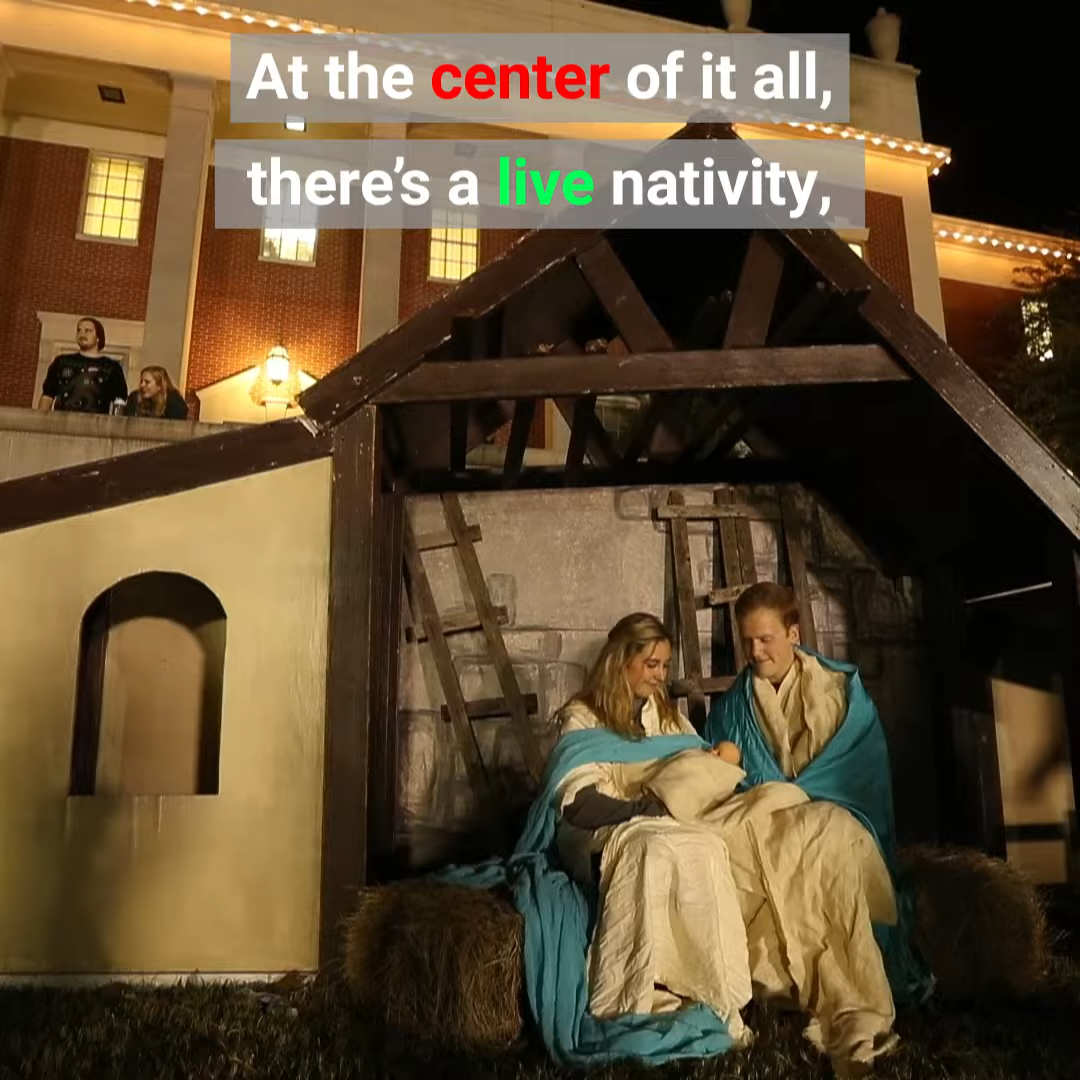 At the center of it all,
there’s a live nativity,